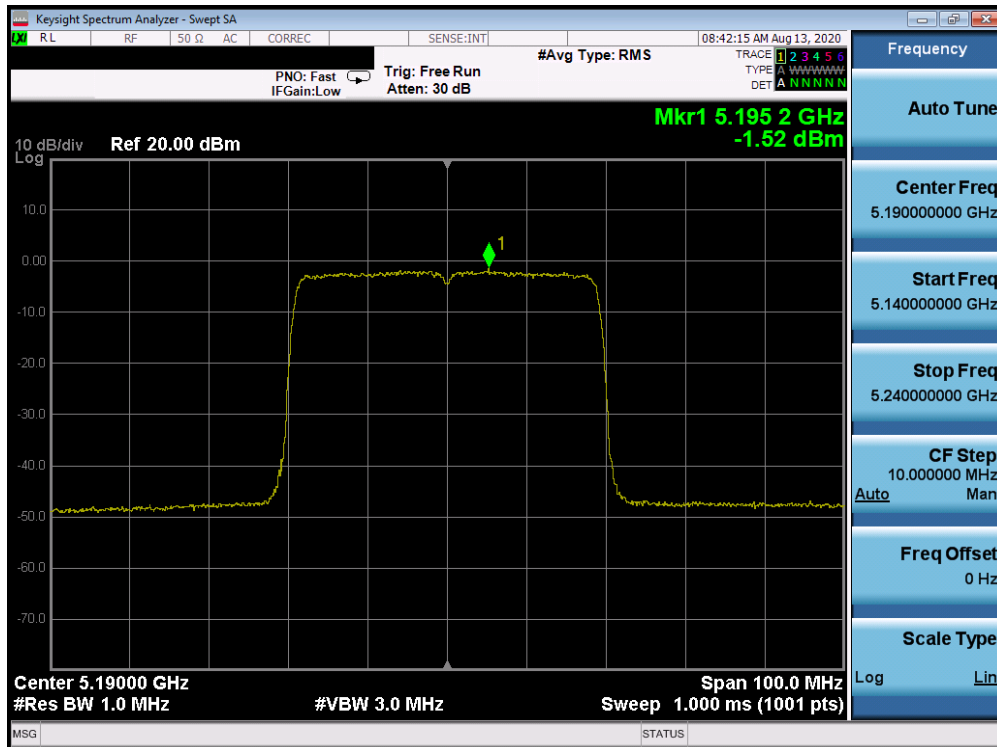 Keysight Spectrum Analyzer - Swept SA
LXI RL RF 50 Ω AC CORREC SENSE:INT 08:42:15 AM Aug 13, 2020
#Avg Type: RMS
TRACE 1 2 3 4 5 6
TYPE A WWWWW
DET A N N N N N
PNO: Fast
IFGain:Low
Trig: Free Run
Atten: 30 dB
Mkr1 5.195 2 GHz
-1.52 dBm
10 dB/div Ref 20.00 dBm
Log
10.0
0.00
-10.0
-20.0
-30.0
-40.0
-50.0
-60.0
-70.0
1
Center 5.19000 GHz Span 100.0 MHz
#Res BW 1.0 MHz #VBW 3.0 MHz Sweep 1.000 ms (1001 pts)
MSG STATUS
Frequency
Auto Tune
Center Freq
5.190000000 GHz
Start Freq
5.140000000 GHz
Stop Freq
5.240000000 GHz
CF Step
10.000000 MHz
Auto Man
Freq Offset
0 Hz
Scale Type
Log Lin